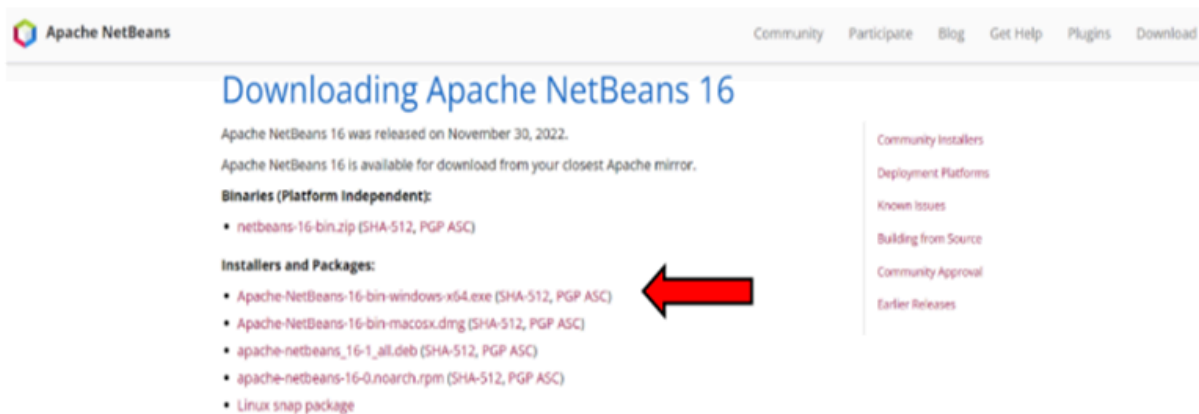 Apache NetBeans
Community Participate Blog Get Help Plugins Download
Downloading Apache NetBeans 16
Apache NetBeans 16 was released on November 30, 2022.
Apache NetBeans 16 is available for download from your closest Apache mirror.
Binaries (Platform Independent):
• netbeans-16-bin.zip (SHA-512, PGP ASC)
Installers and Packages:
• Apache-NetBeans-16-bin-windows-x64.exe (SHA-512, PGP ASC)
• Apache-NetBeans-16-bin-macosx.dmg (SHA-512, PGP ASC)
• apache-netbeans_16-1_all.deb (SHA-512, PGP ASC)
• apache-netbeans-16-0.noarch.rpm (SHA-512, PGP ASC)
• Linux snap package
Community Installers
Deployment Platforms
Known Issues
Building from Source
Community Approval
Earlier Releases